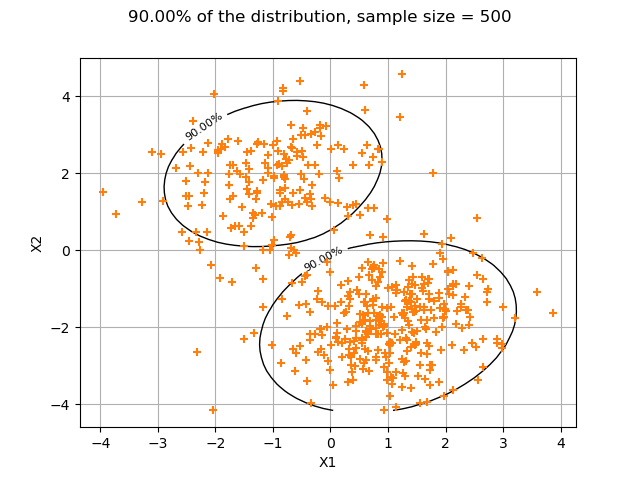 90.00% of the distribution, sample size = 500
4
2
0
−2
−4
X2
90.00%
90.00%
−4 −3 −2 −1 0 1 2 3 4
X1